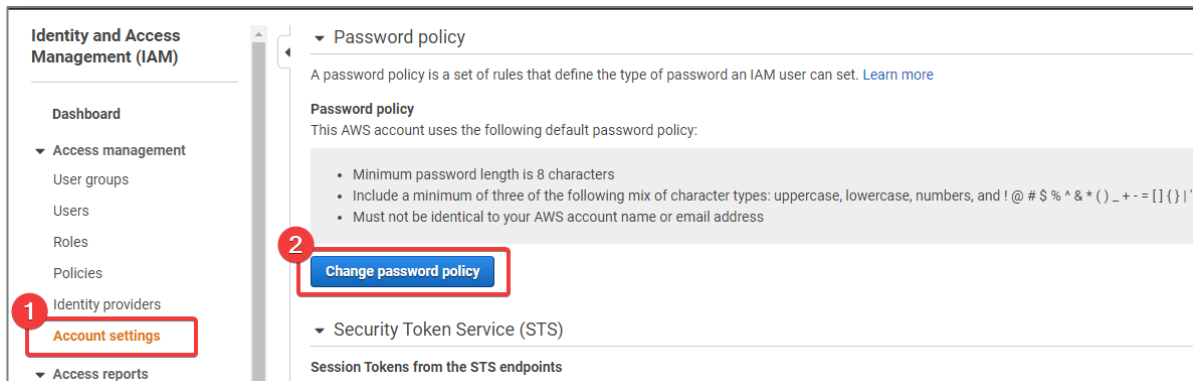 Identity and Access
Management (IAM)
Dashboard
Access management
User groups
Users
Roles
Policies
Identity providers
1
Account settings
Access reports
Password policy
A password policy is a set of rules that define the type of password an IAM user can set. Learn more
Password policy
This AWS account uses the following default password policy:
• Minimum password length is 8 characters
• Include a minimum of three of the following mix of character types: uppercase, lowercase, numbers, and ! @ # $ % ^ & * ( ) _ + - = [ ] { } | '
• Must not be identical to your AWS account name or email address
2
Change password policy
Security Token Service (STS)
Session Tokens from the STS endpoints